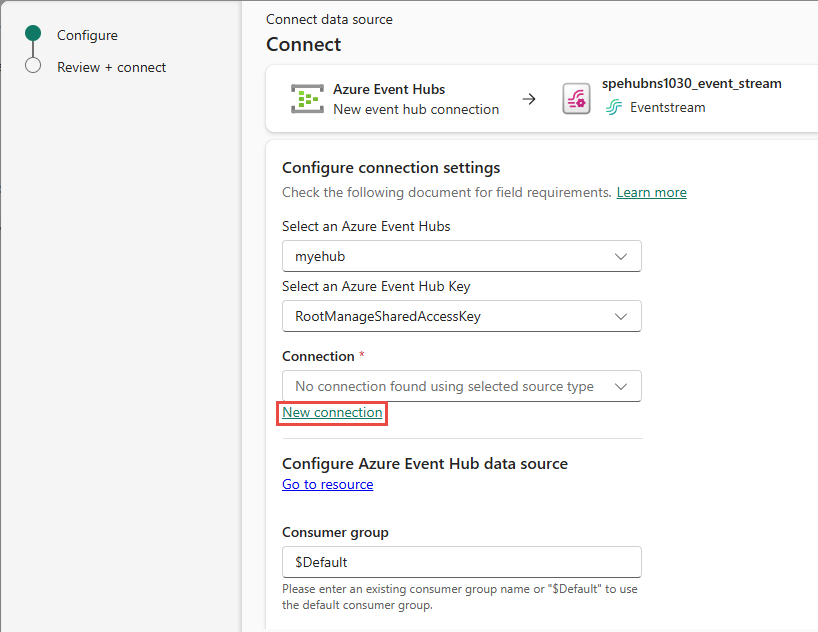 Configure
Review + connect
Connect data source
Connect
Azure Event Hubs
New event hub connection
spehubns1030_event_stream
Eventstream
Configure connection settings
Check the following document for field requirements. Learn more
Select an Azure Event Hubs
myehub
Select an Azure Event Hub Key
RootManageSharedAccessKey
Connection *
No connection found using selected source type
New connection
Configure Azure Event Hub data source
Go to resource
Consumer group
$Default
Please enter an existing consumer group name or "$Default" to use
the default consumer group.